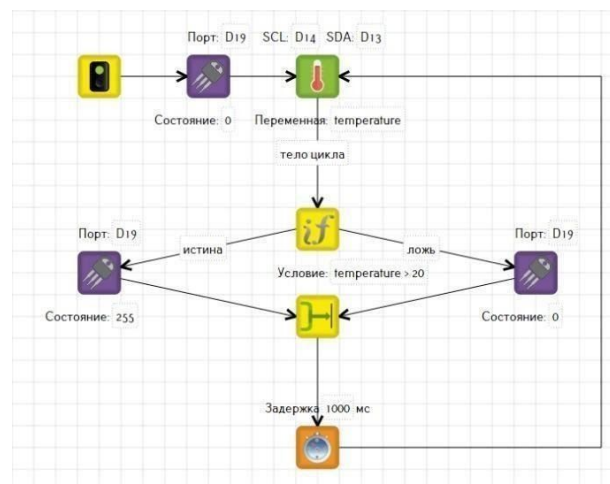 Порт: D19 SCL: D14 SDA: D13
Состояние: 0 Переменная: temperature
тело цикла
if
Порт: D19
истина
ложь
Порт: D19
Условие: temperature > 20
Состояние: 255
Состояние: 0
Задержка 1000 мс